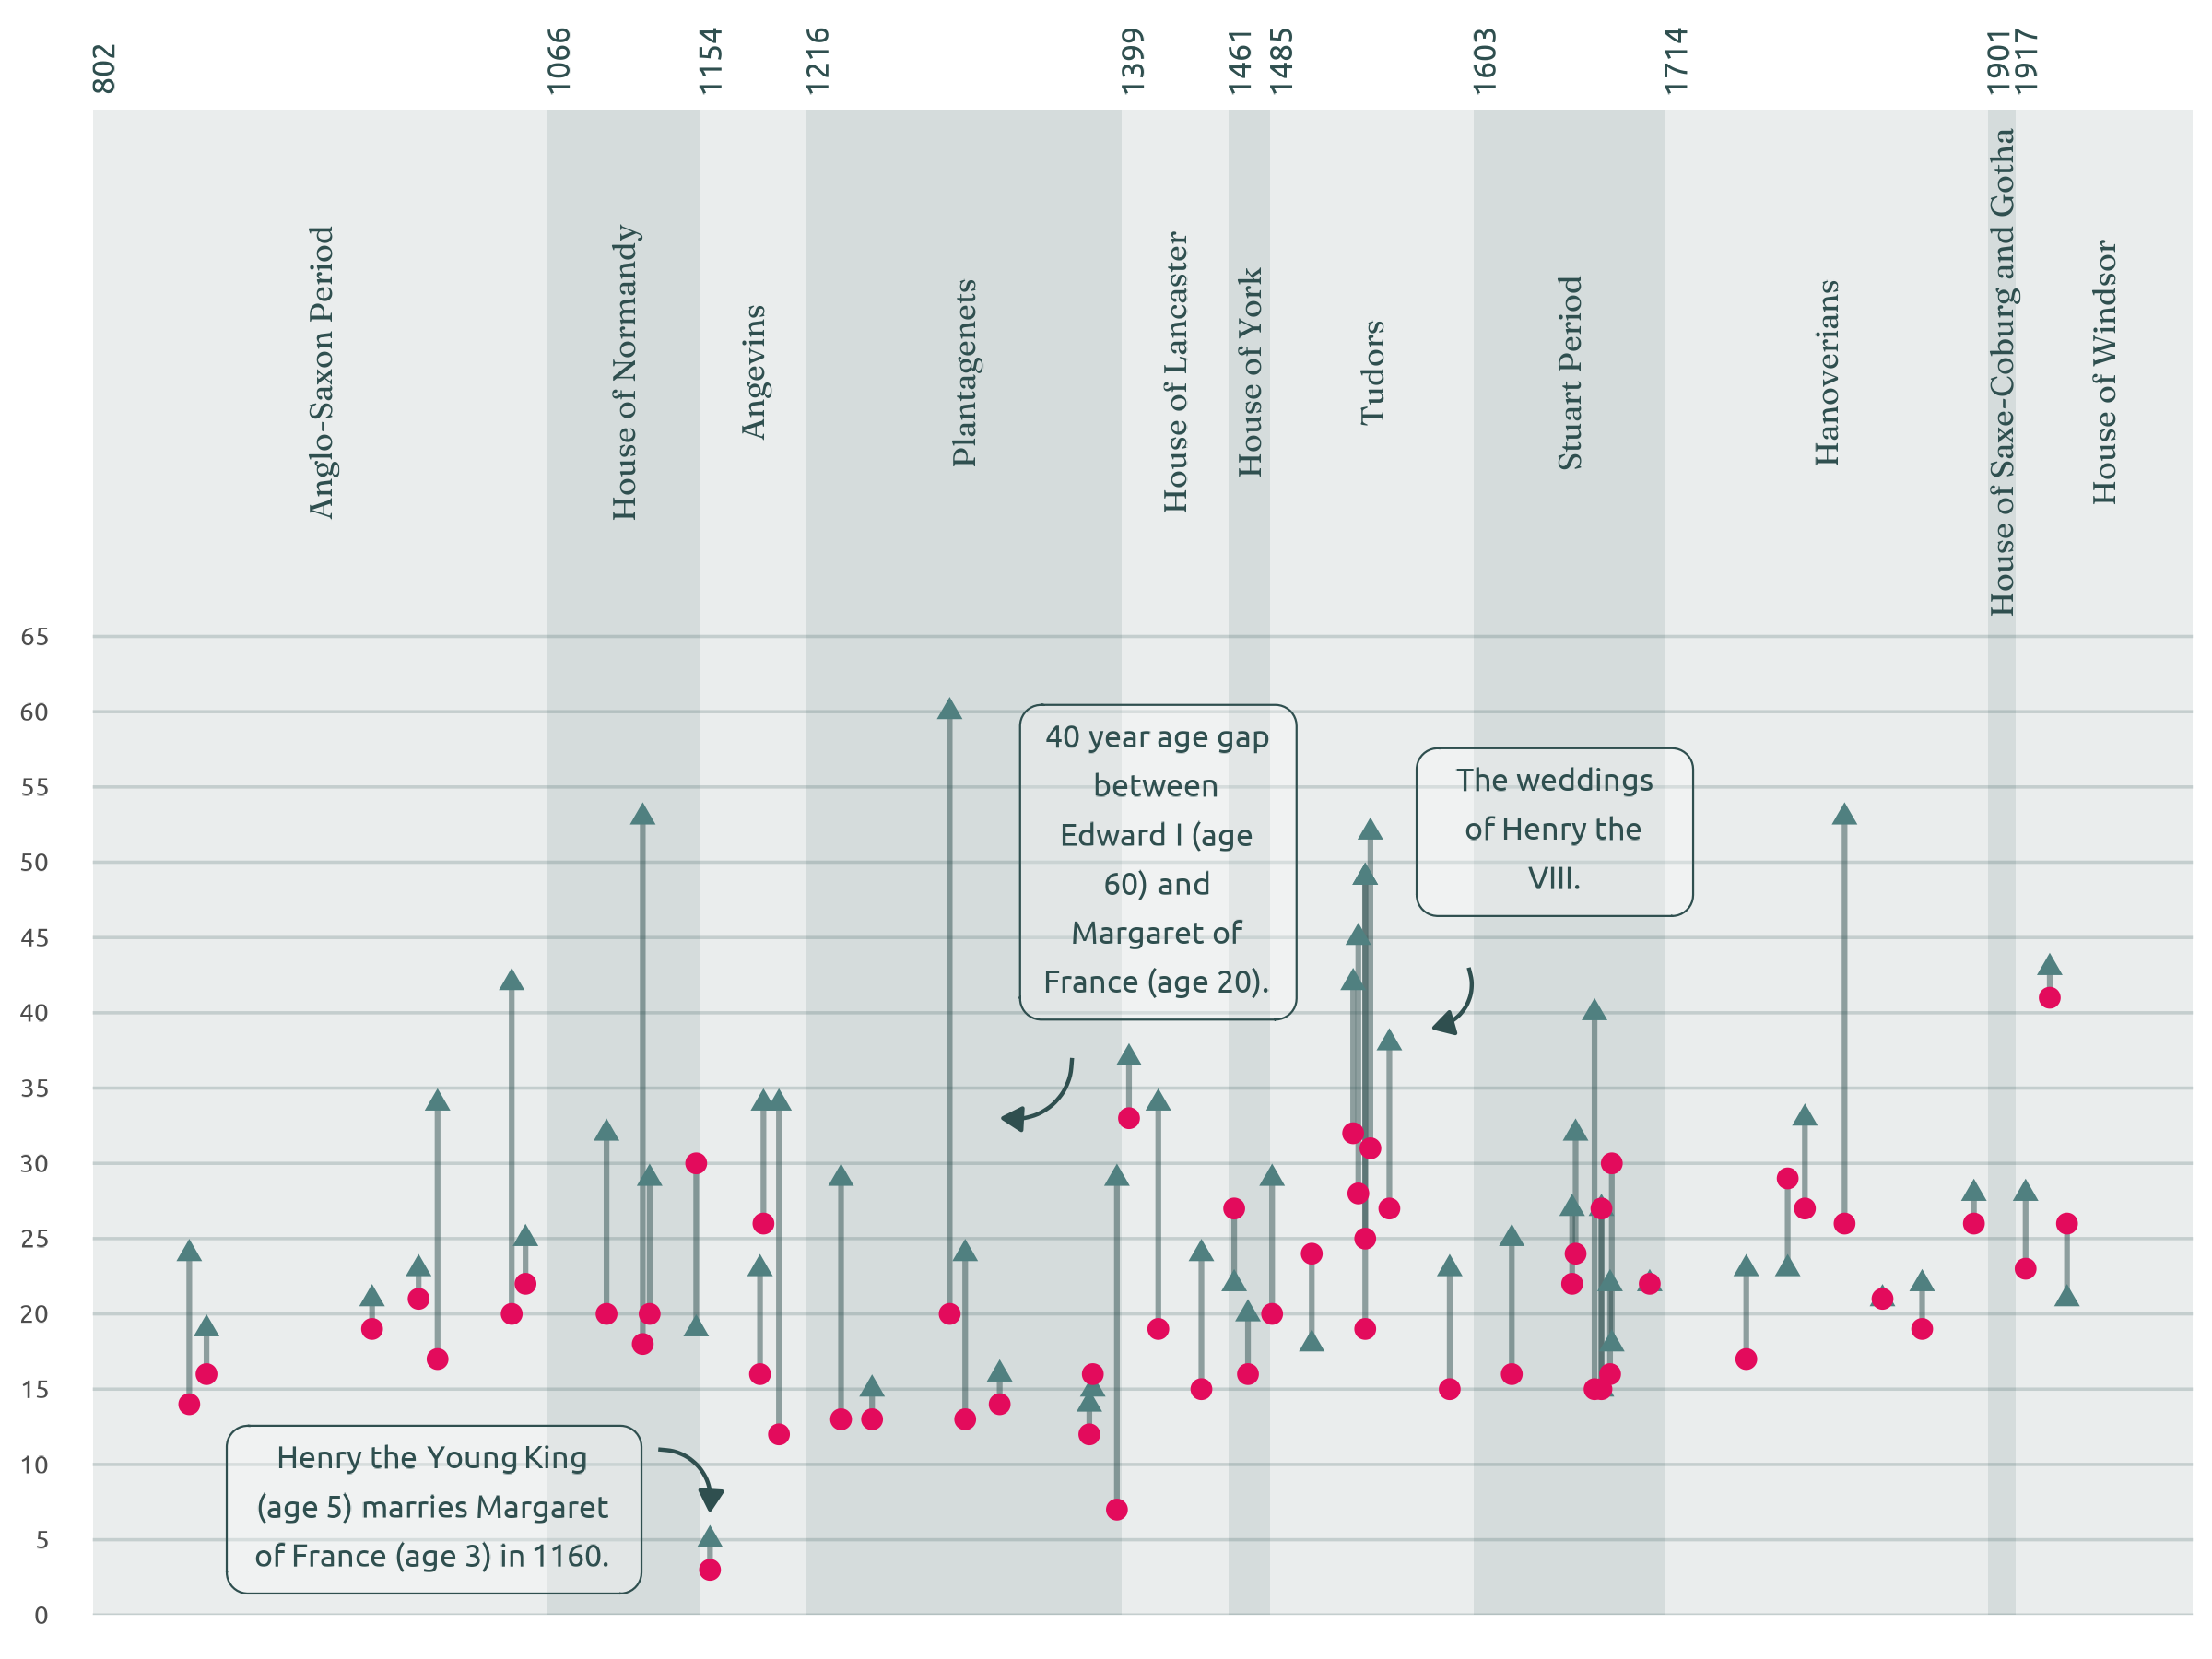 802
1066
1154
1216
1399
1461
1485
1603
1714
1901
1917
Anglo-Saxon Period
House of Normandy
Angevins
Plantagenets
House of Lancaster
House of York
Tudors
Stuart Period
Hanoverians
House of Saxe-Coburg and Gotha
House of Windsor
65
60
55
50
45
40
35
30
25
20
15
10
5
0
40 year age gap
between
Edward I (age
60) and
Margaret of
France (age 20).
The weddings
of Henry the
VIII.
Henry the Young King
(age 5) marries Margaret
of France (age 3) in 1160.